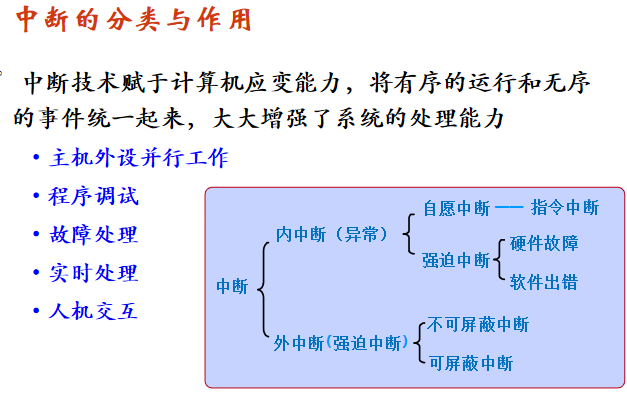 中断的分类与作用
中断技术赋于计算机应变能力，将有序的运行和无序
的事件统一起来，大大增强了系统的处理能力
•主机外设并行工作
•程序调试
•故障处理
•实时处理
•人机交互
中断
内中断（异常）
自愿中断 —— 指令中断
强迫中断
硬件故障
软件出错
外中断(强迫中断)
不可屏蔽中断
可屏蔽中断